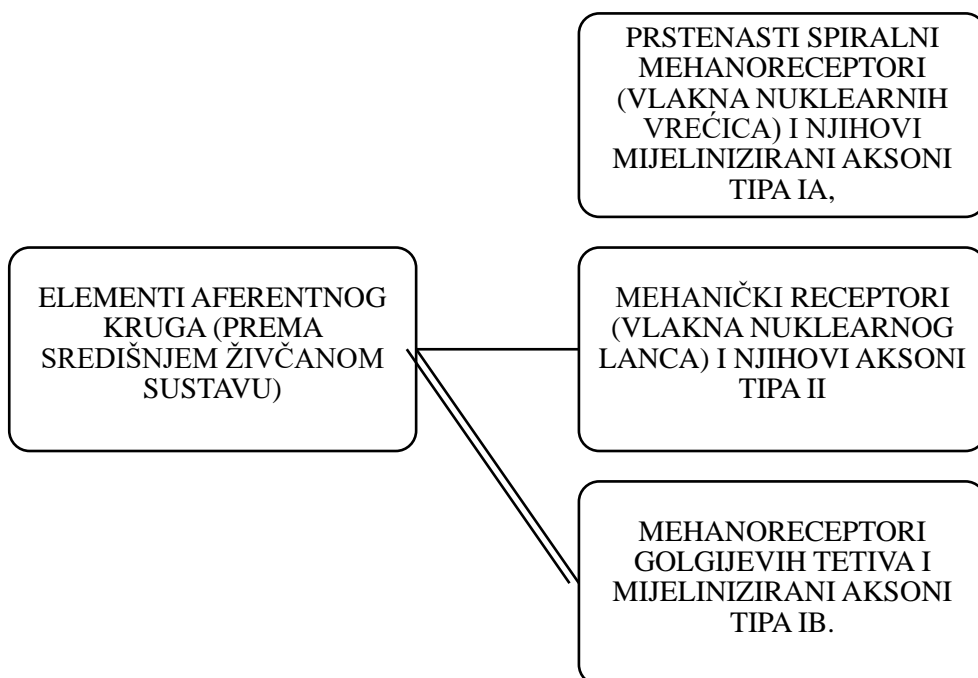 PRSTENASTI SPIRALNI
MEHANORECEPTORI
(VLAKNA NUKLEARNIH
VREĆICA) I NJIHOVI
MIJELINIZIRANI AKSONI
TIPA IA,
ELEMENTI AFERENTNOG
KRUGA (PREMA
SREDIŠNJEM ŽIVČANOM
SUSTAVU)
MEHANIČKI RECEPTORI
(VLAKNA NUKLEARNOG
LANCA) I NJIHOVI AKSONI
TIPA II
MEHANORECEPTORI
GOLGIJEVIH TETIVA I
MIJELINIZIRANI AKSONI
TIPA IB.